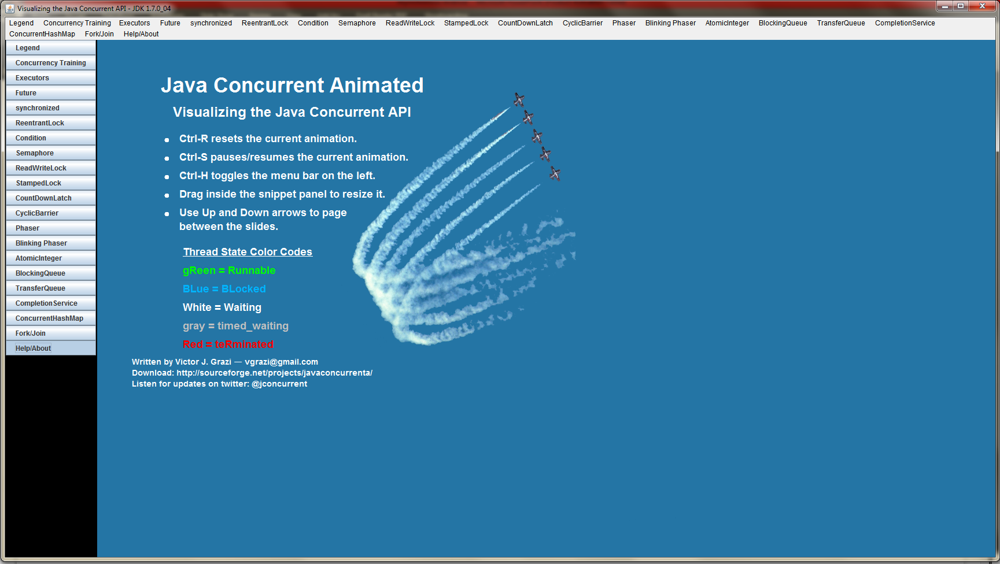 Visualizing the Java Concurrent API - JDK 1.7.0_04
Legend Concurrency Training Executors Future synchronized ReentrantLock Condition Semaphore ReadWriteLock StampedLock CountDownLatch CyclicBarrier Phaser Blinking Phaser AtomicInteger BlockingQueue TransferQueue CompletionService
ConcurrentHashMap Fork/Join Help/About
Legend
Concurrency Training
Executors
Future
synchronized
ReentrantLock
Condition
Semaphore
ReadWriteLock
StampedLock
CountDownLatch
CyclicBarrier
Phaser
Blinking Phaser
AtomicInteger
BlockingQueue
TransferQueue
CompletionService
ConcurrentHashMap
Fork/Join
Help/About
Java Concurrent Animated
Visualizing the Java Concurrent API
• Ctrl-R resets the current animation.
• Ctrl-S pauses/resumes the current animation.
• Ctrl-H toggles the menu bar on the left.
• Drag inside the snippet panel to resize it.
• Use Up and Down arrows to page
between the slides.
Thread State Color Codes
gReen = Runnable
BLue = BLocked
White = Waiting
gray = timed_waiting
Red = teRminated
Written by Victor J. Grazi — vgrazi@gmail.com
Download: http://sourceforge.net/projects/javaconcurrenta/
Listen for updates on twitter: @jconcurrent